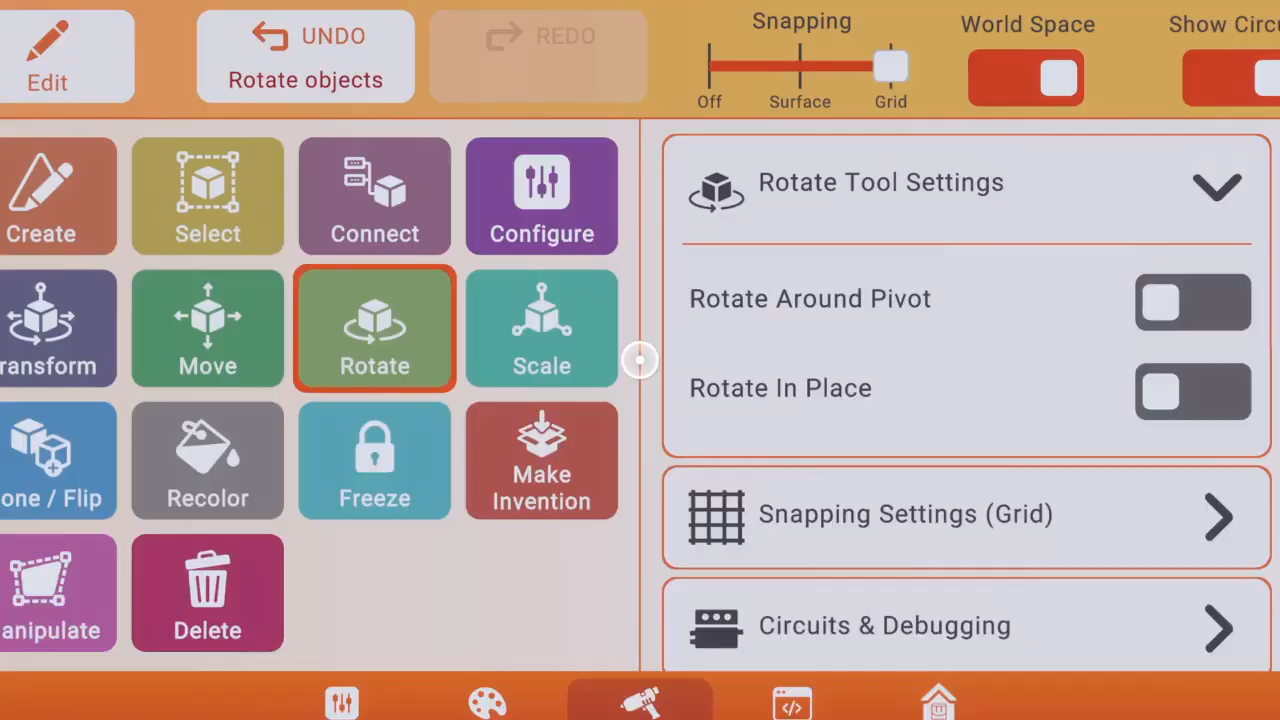 Edit
UNDO
Rotate objects
REDO
Snapping
Off
Surface
Grid
World Space
Show Circu
Create
Select
Connect
Configure
ransform
Move
Rotate
Scale
one / Flip
Recolor
Freeze
Make
Invention
anipulate
Delete
Rotate Tool Settings
Rotate Around Pivot
Rotate In Place
Snapping Settings (Grid)
Circuits & Debugging